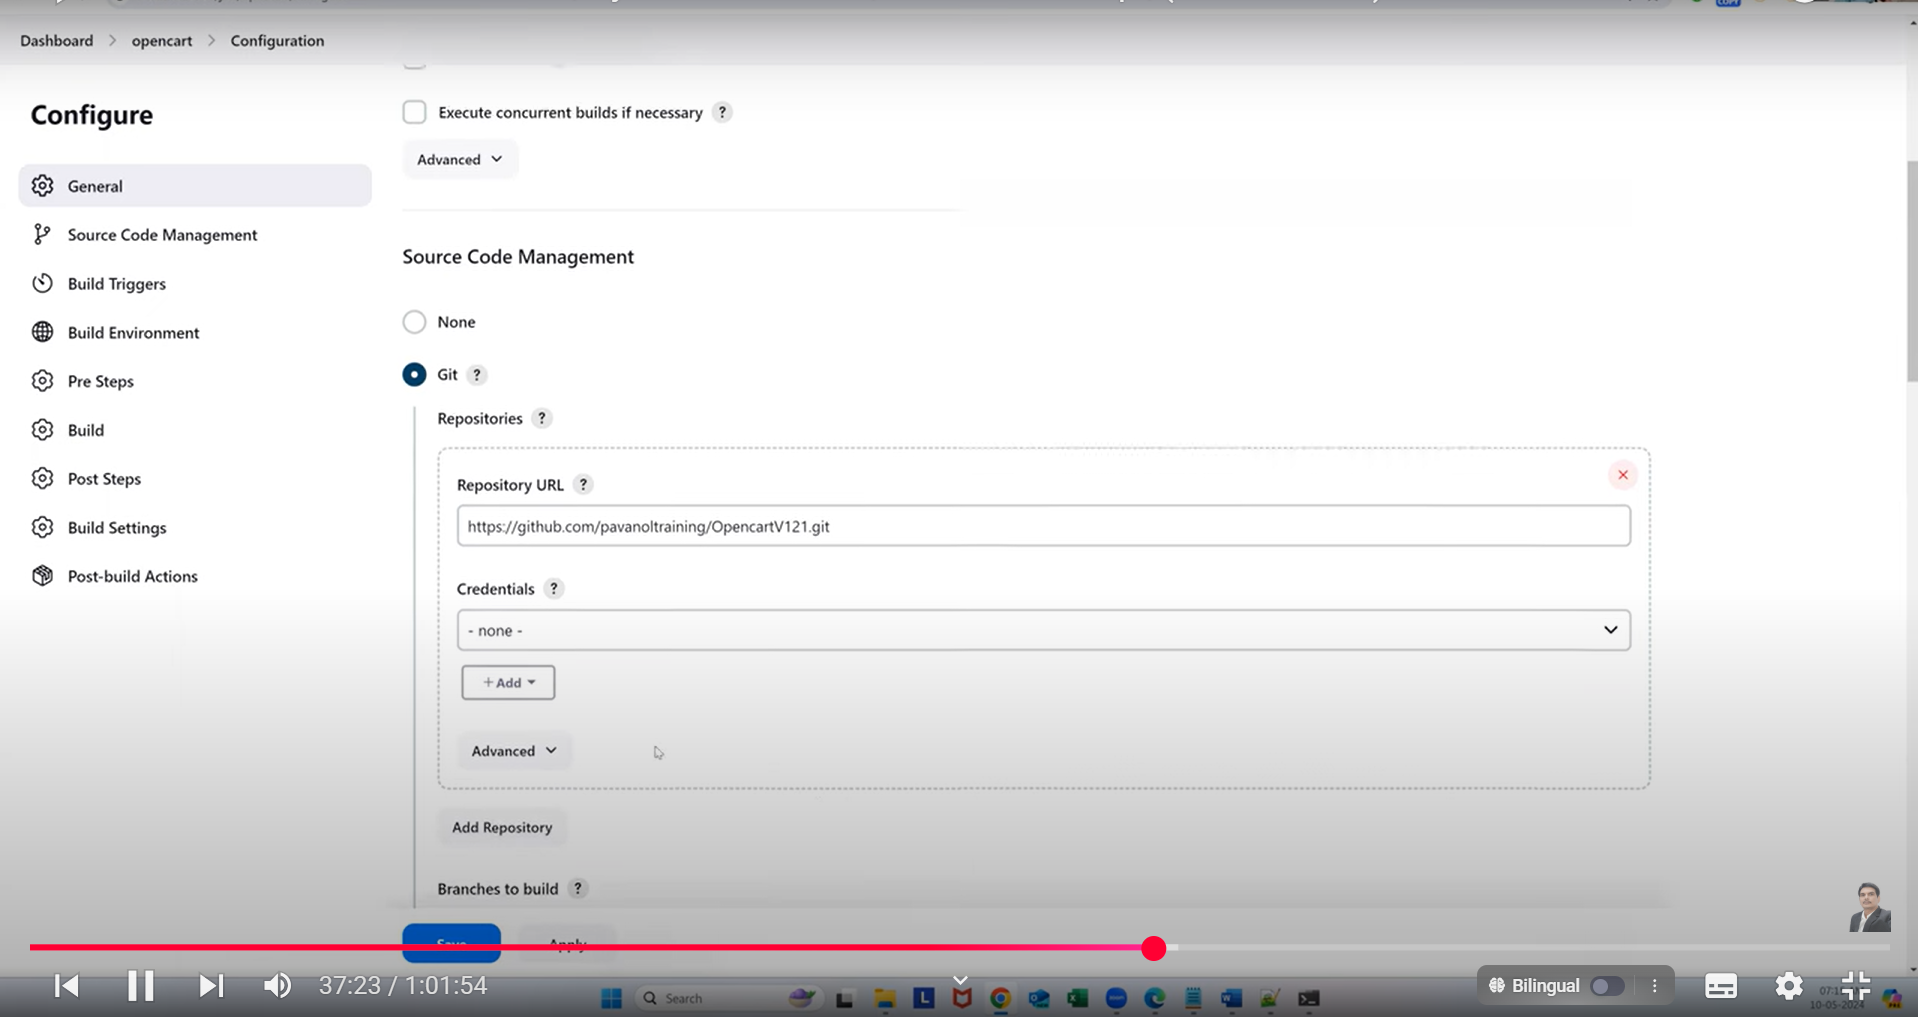 Dashboard > opencart > Configuration
Configure
General
Source Code Management
Build Triggers
Build Environment
Pre Steps
Build
Post Steps
Build Settings
Post-build Actions
Execute concurrent builds if necessary ?
Advanced
Source Code Management
None
Git ?
Repositories ?
Repository URL ?
https://github.com/pavanoltraining/OpencartV121.git
Credentials ?
- none -
+ Add
Advanced
Add Repository
Branches to build ?
Save
Apply
37:23 / 1:01:54
Search
Bilingual
10-05-2024